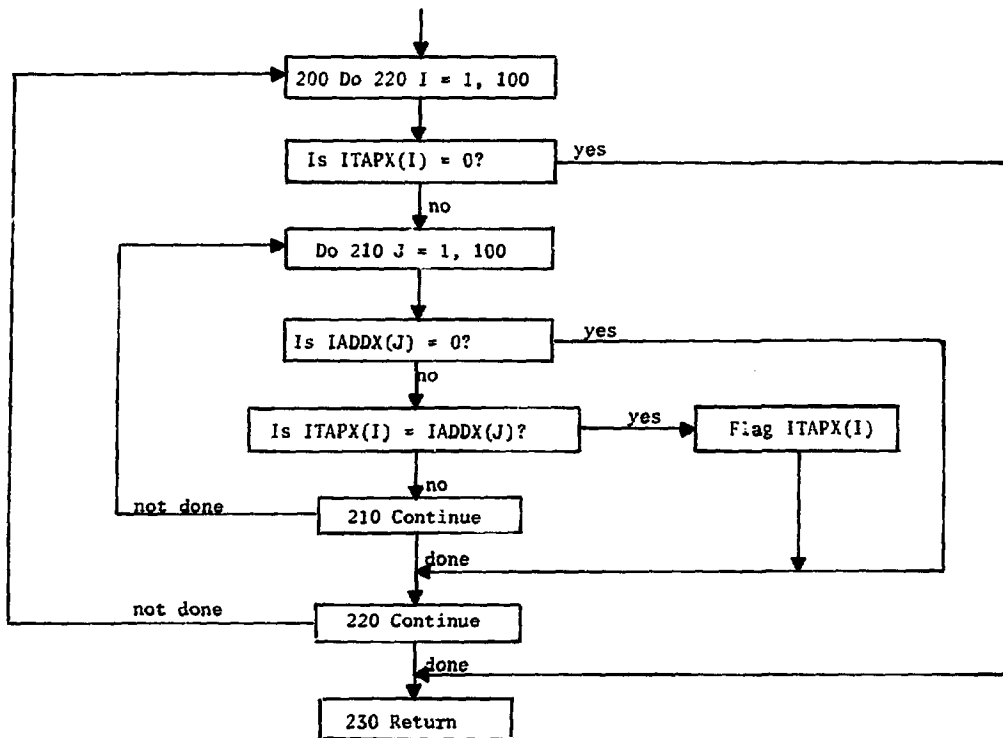 200 Do 220 I = 1, 100
Is ITAPX(I) = 0?
yes
no
Do 210 J = 1, 100
Is IADDX(J) = 0?
yes
no
Is ITAPX(I) = IADDX(J)?
yes
Flag ITAPX(I)
no
not done
210 Continue
done
not done
220 Continue
done
230 Return